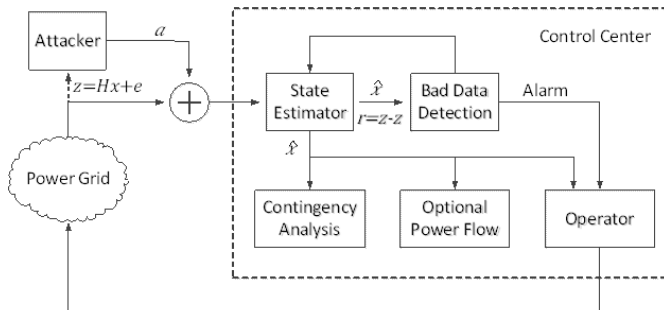 Attacker
a
Control Center
z=Hx+e
State
Estimator
x̂
r=z-z
Bad Data
Detection
Alarm
x̂
Power Grid
Contingency
Analysis
Optional
Power Flow
Operator